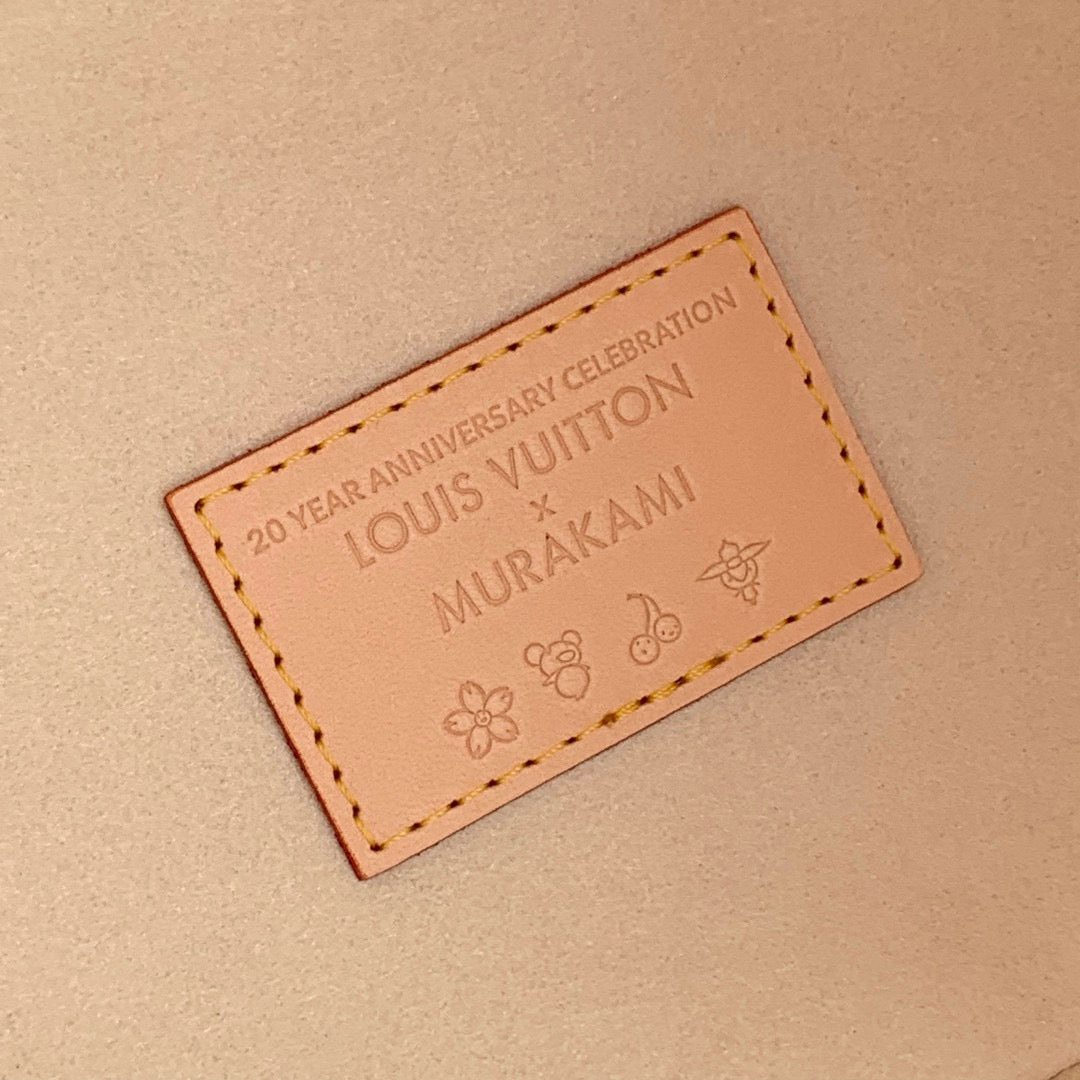 20 YEAR ANNIVERSARY CELEBRATION
LOUIS VUITTON
x
MURAKAMI